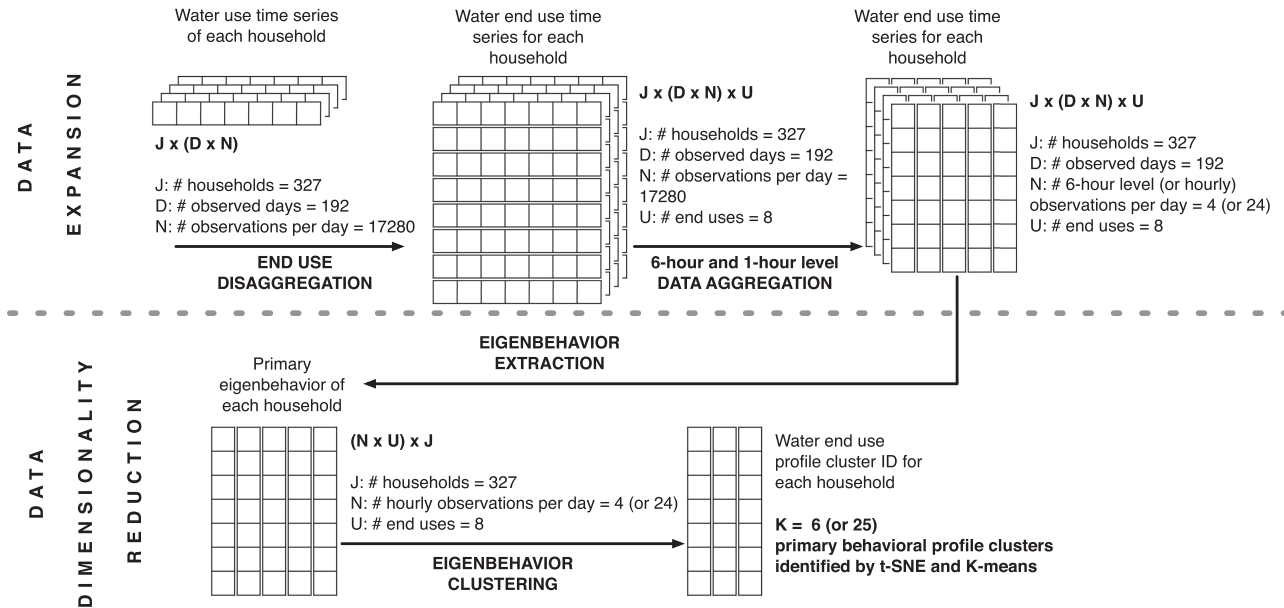 DATA
EXPANSION
Water use time series
of each household
J x (D x N)
J: # households = 327
D: # observed days = 192
N: # observations per day = 17280
END USE
DISAGGREGATION
Water end use time
series for each
household
J x (D x N) x U
J: # households = 327
D: # observed days = 192
N: # observations per day =
17280
U: # end uses = 8
6-hour and 1-hour level
DATA AGGREGATION
Water end use time
series for each
household
J x (D x N) x U
J: # households = 327
D: # observed days = 192
N: # 6-hour level (or hourly)
observations per day = 4 (or 24)
U: # end uses = 8
DATA
DIMENSIONALITY
REDUCTION
EIGENBEHAVIOR
EXTRACTION
Primary
eigenbehavior of
each household
(N x U) x J
J: # households = 327
N: # hourly observations per day = 4 (or 24)
U: # end uses = 8
EIGENBEHAVIOR
CLUSTERING
Water end use
profile cluster ID for
each household
K =  6 (or 25)
primary behavioral profile clusters
identified by t-SNE and K-means